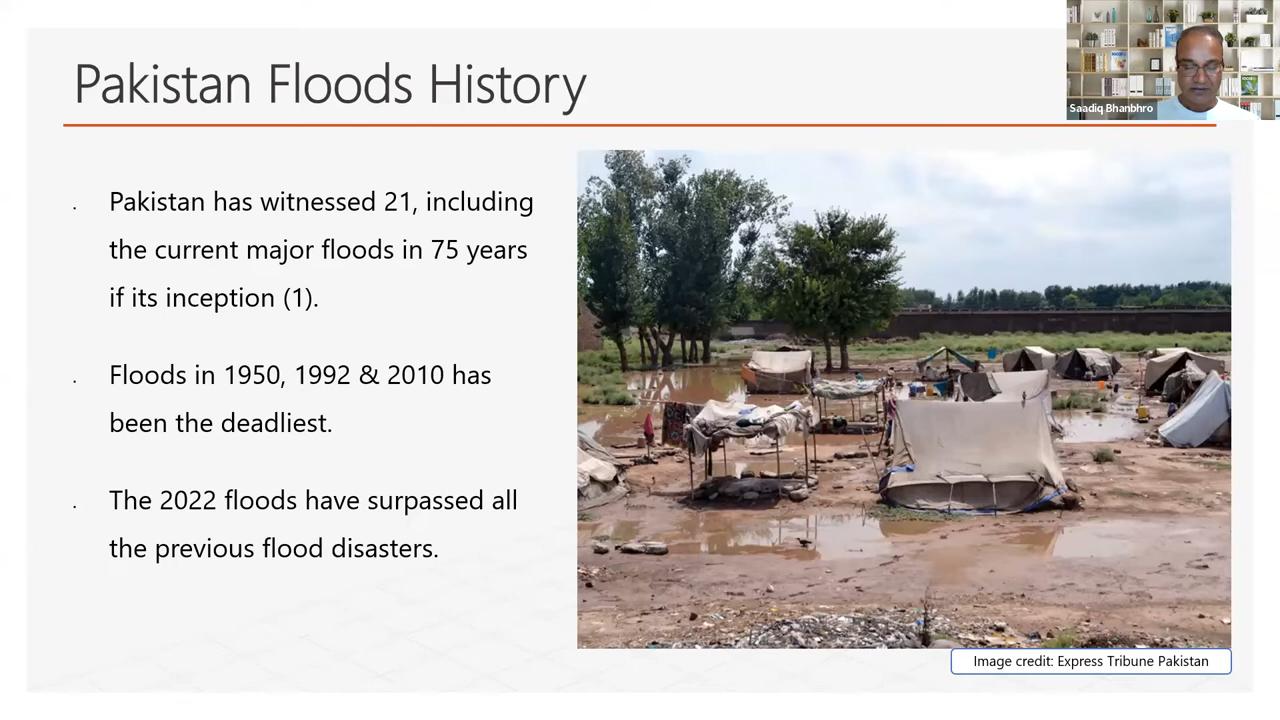 Pakistan Floods History
Saadiq Bhanbhro
Pakistan has witnessed 21, including
the current major floods in 75 years
if its inception (1).
Floods in 1950, 1992 & 2010 has
been the deadliest.
The 2022 floods have surpassed all
the previous flood disasters.
Image credit: Express Tribune Pakistan